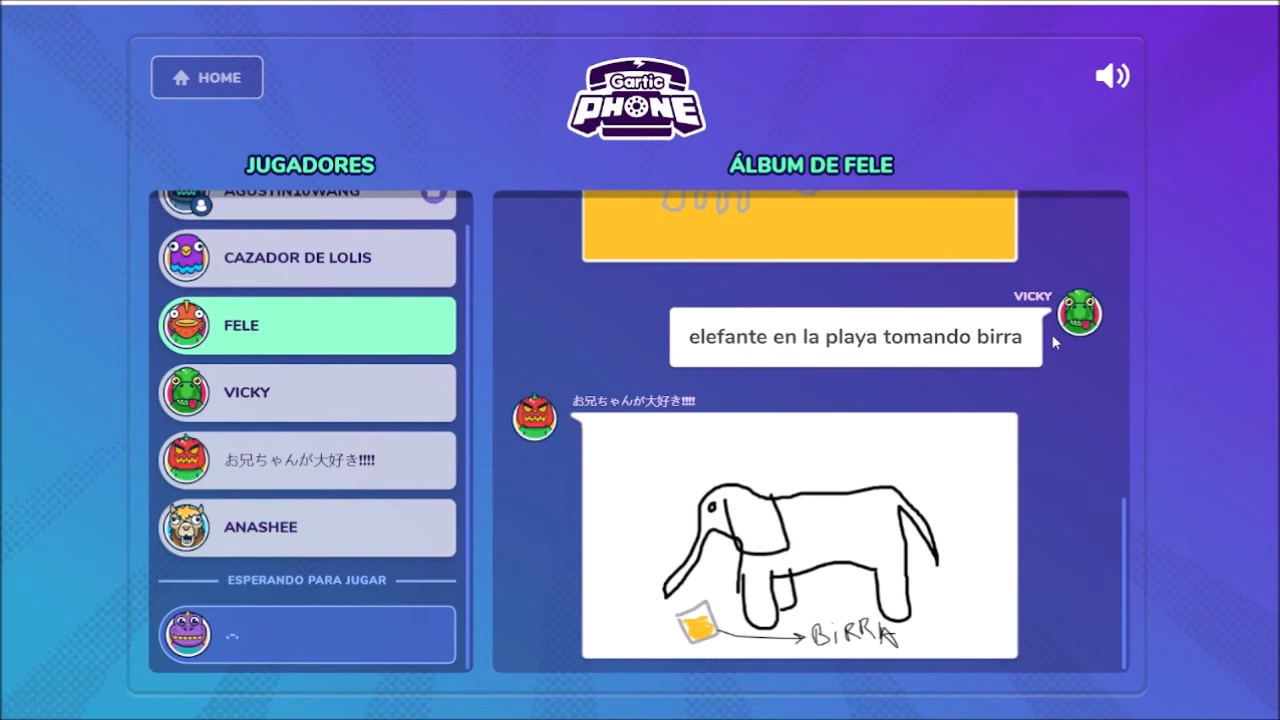 HOME
Gartic
PHONE
JUGADORES
ÁLBUM DE FELE
AGUSTIN10WANG
CAZADOR DE LOLIS
FELE
VICKY
お兄ちゃんが大好き!!!!
ANASHEE
ESPERANDO PARA JUGAR
VICKY
elefante en la playa tomando birra
お兄ちゃんが大好き!!!!
BiRRA